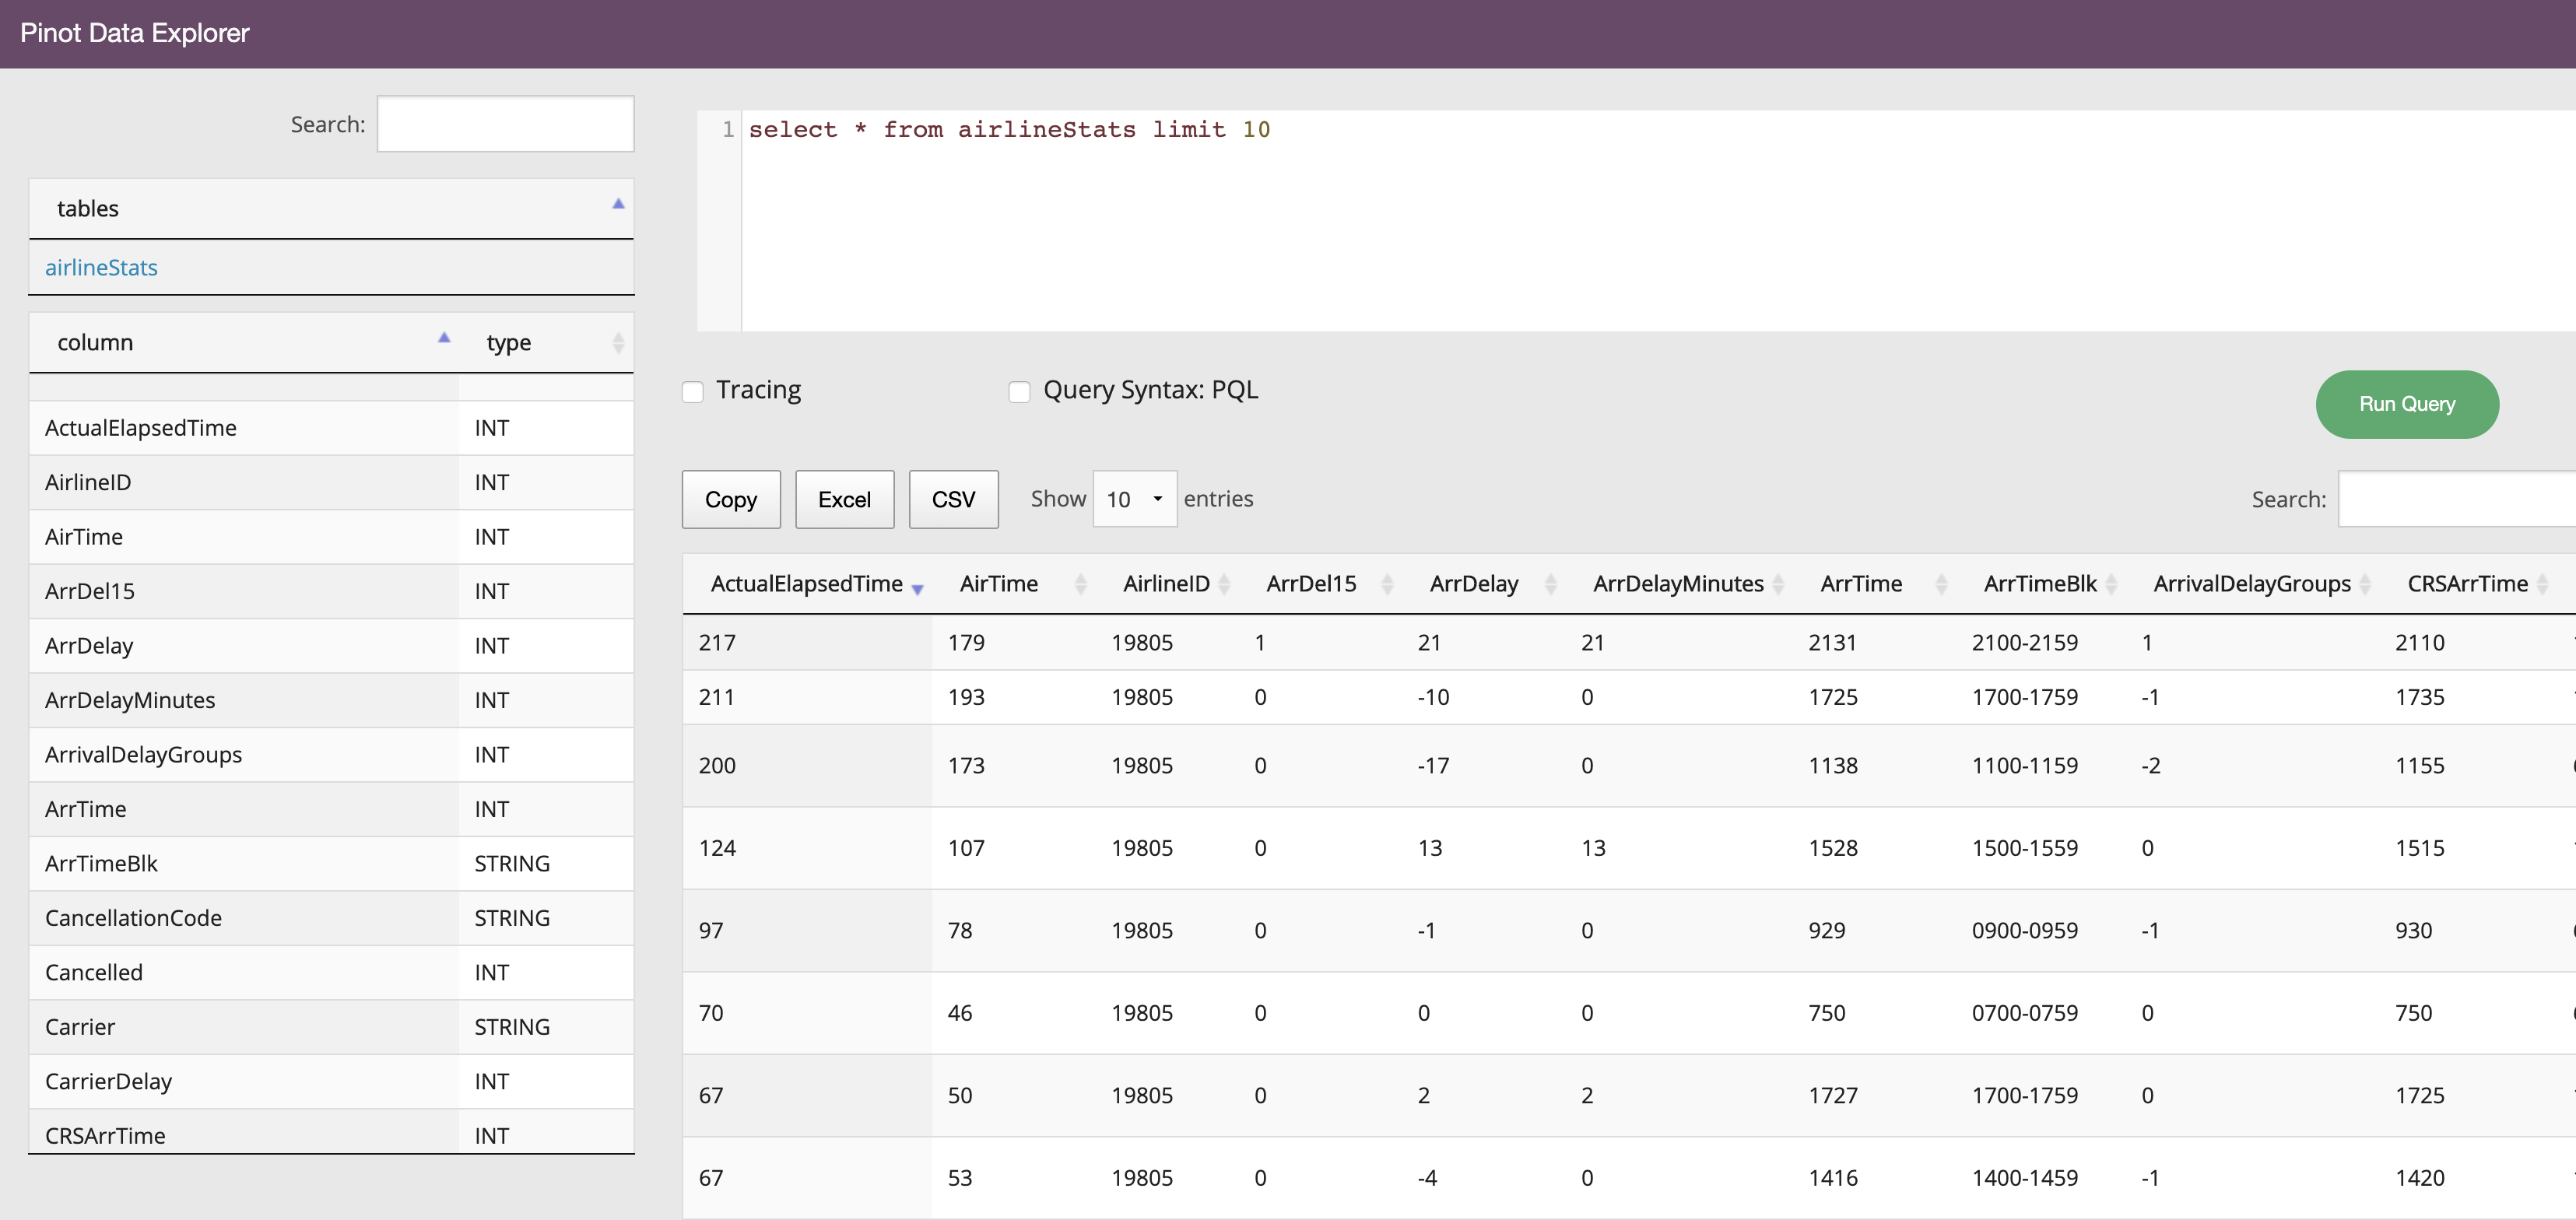 Pinot Data Explorer
Search:
tables
airlineStats
column type
ActualElapsedTime INT
AirlineID INT
AirTime INT
ArrDel15 INT
ArrDelay INT
ArrDelayMinutes INT
ArrivalDelayGroups INT
ArrTime INT
ArrTimeBlk STRING
CancellationCode STRING
Cancelled INT
Carrier STRING
CarrierDelay INT
CRSArrTime INT
1 select * from airlineStats limit 10
Tracing Query Syntax: PQL Run Query
Copy Excel CSV Show 10 entries Search:
ActualElapsedTime AirTime AirlineID ArrDel15 ArrDelay ArrDelayMinutes ArrTime ArrTimeBlk ArrivalDelayGroups CRSArrTime
217 179 19805 1 21 21 2131 2100-2159 1 2110
211 193 19805 0 -10 0 1725 1700-1759 -1 1735
200 173 19805 0 -17 0 1138 1100-1159 -2 1155
124 107 19805 0 13 13 1528 1500-1559 0 1515
97 78 19805 0 -1 0 929 0900-0959 -1 930
70 46 19805 0 0 0 750 0700-0759 0 750
67 50 19805 0 2 2 1727 1700-1759 0 1725
67 53 19805 0 -4 0 1416 1400-1459 -1 1420